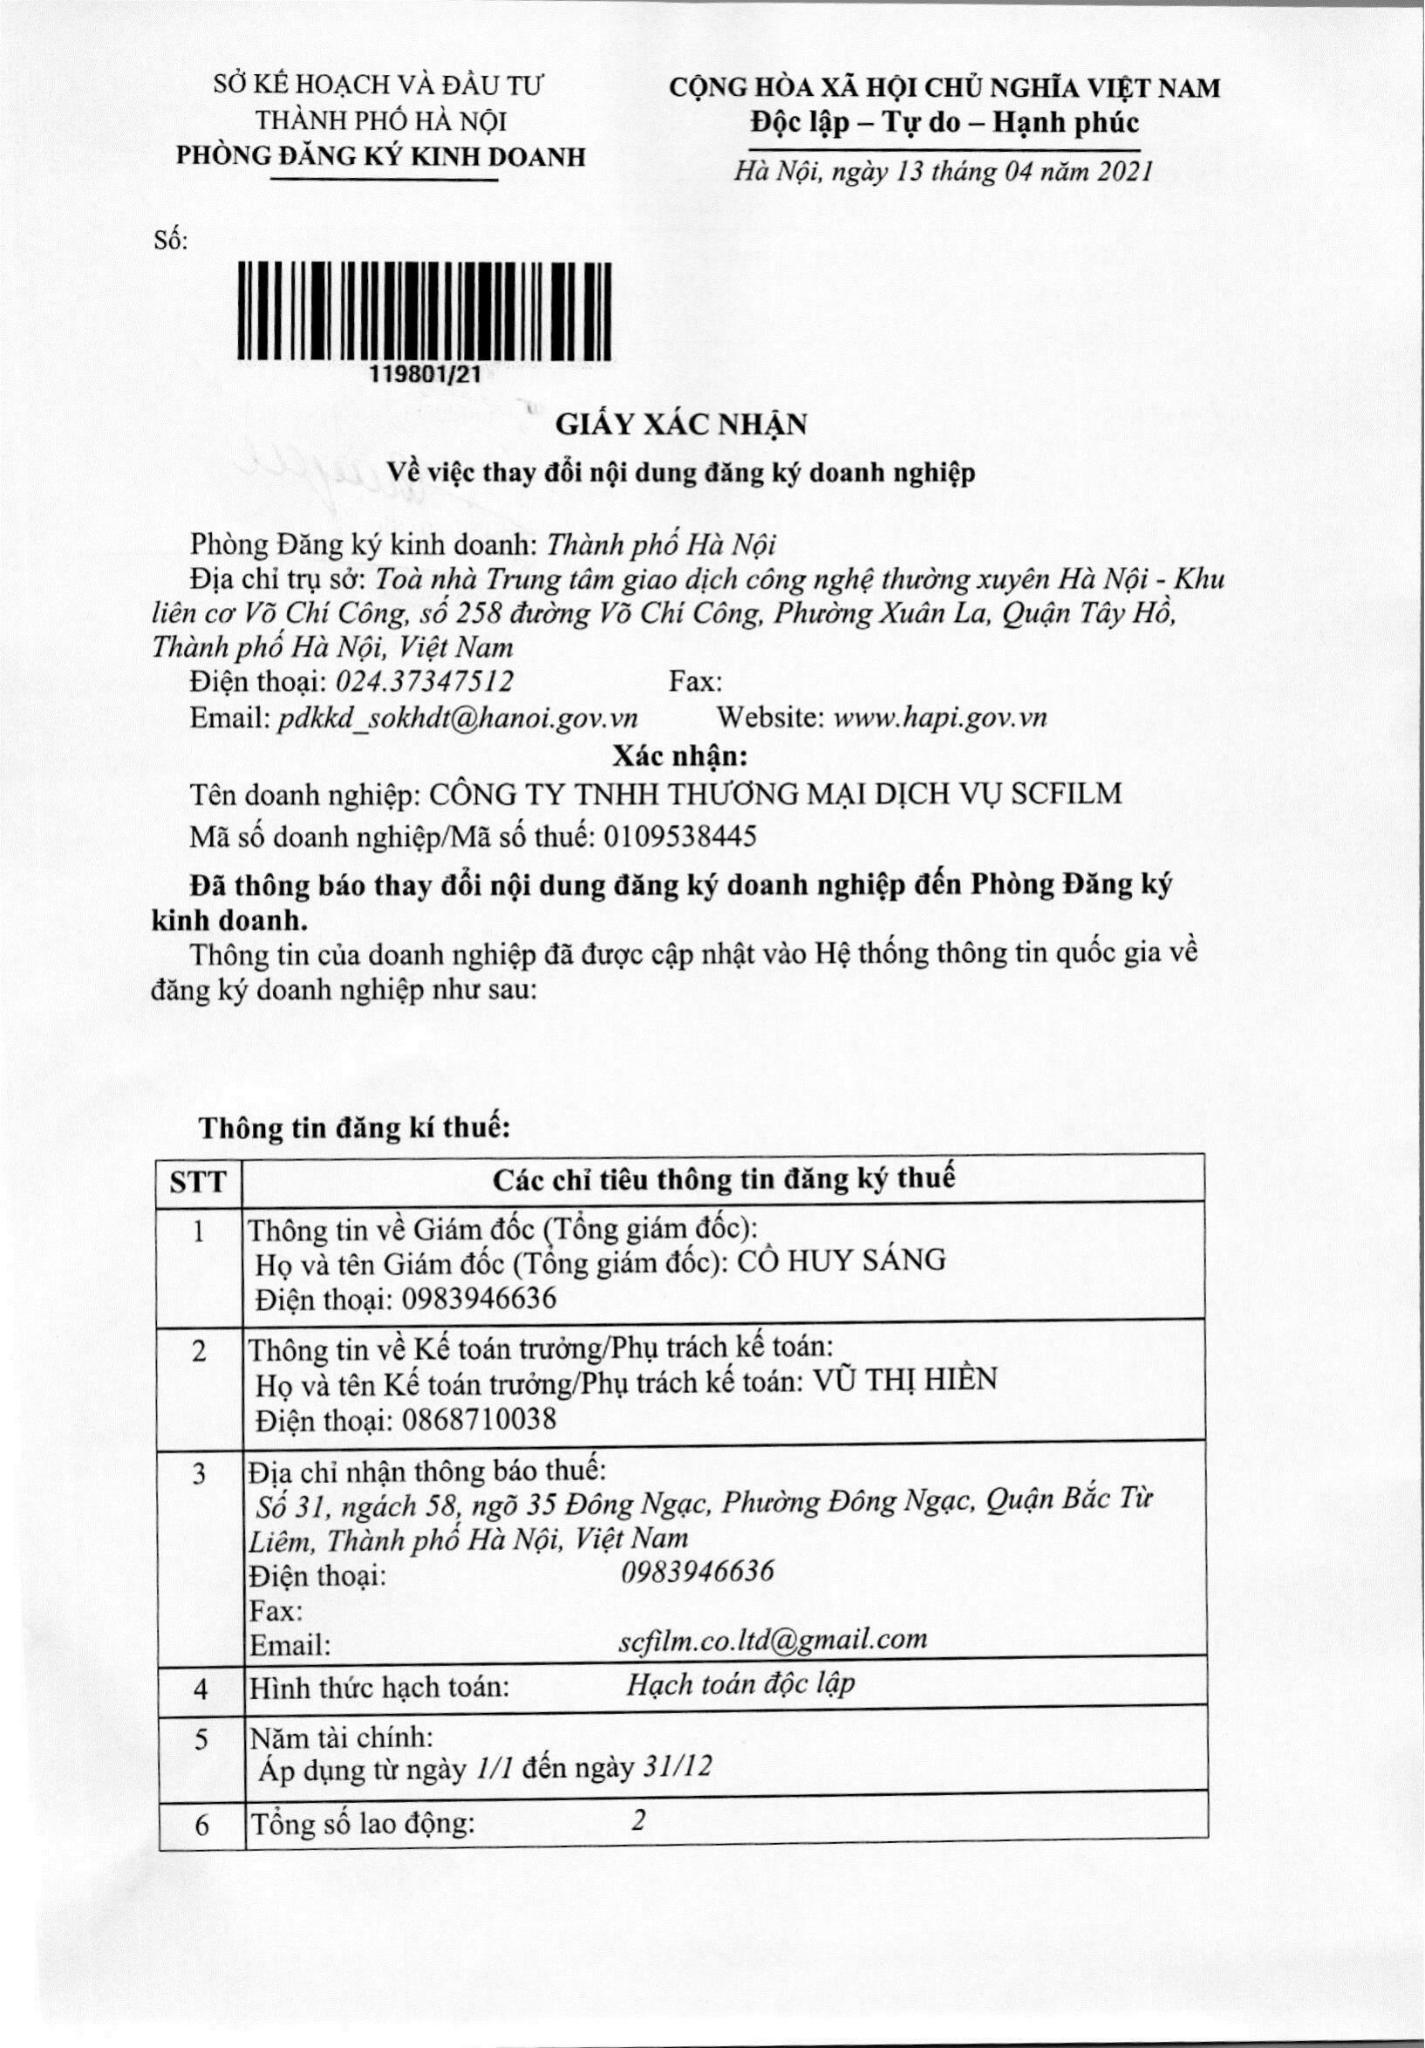 SỞ KẾ HOẠCH VÀ ĐẦU TƯ
THÀNH PHỐ HÀ NỘI
PHÒNG ĐĂNG KÝ KINH DOANH
CỘNG HÒA XÃ HỘI CHỦ NGHĨA VIỆT NAM
Độc lập – Tự do – Hạnh phúc
Hà Nội, ngày 13 tháng 04 năm 2021
Số:
119801/21
GIẤY XÁC NHẬN
Về việc thay đổi nội dung đăng ký doanh nghiệp
Phòng Đăng ký kinh doanh: Thành phố Hà Nội
Địa chỉ trụ sở: Toà nhà Trung tâm giao dịch công nghệ thường xuyên Hà Nội - Khu
liên cơ Võ Chí Công, số 258 đường Võ Chí Công, Phường Xuân La, Quận Tây Hồ,
Thành phố Hà Nội, Việt Nam
Điện thoại: 024.37347512 Fax:
Email: pdkkd_sokhdt@hanoi.gov.vn Website: www.hapi.gov.vn
Xác nhận:
Tên doanh nghiệp: CÔNG TY TNHH THƯƠNG MẠI DỊCH VỤ SCFILM
Mã số doanh nghiệp/Mã số thuế: 0109538445
Đã thông báo thay đổi nội dung đăng ký doanh nghiệp đến Phòng Đăng ký
kinh doanh.
Thông tin của doanh nghiệp đã được cập nhật vào Hệ thống thông tin quốc gia về
đăng ký doanh nghiệp như sau:
Thông tin đăng kí thuế:
STT Các chỉ tiêu thông tin đăng ký thuế
1 Thông tin về Giám đốc (Tổng giám đốc):
Họ và tên Giám đốc (Tổng giám đốc): CỒ HUY SÁNG
Điện thoại: 0983946636
2 Thông tin về Kế toán trưởng/Phụ trách kế toán:
Họ và tên Kế toán trưởng/Phụ trách kế toán: VŨ THỊ HIỀN
Điện thoại: 0868710038
3 Địa chỉ nhận thông báo thuế:
Số 31, ngách 58, ngõ 35 Đông Ngạc, Phường Đông Ngạc, Quận Bắc Từ
Liêm, Thành phố Hà Nội, Việt Nam
Điện thoại: 0983946636
Fax:
Email: scfilm.co.ltd@gmail.com
4 Hình thức hạch toán: Hạch toán độc lập
5 Năm tài chính:
Áp dụng từ ngày 1/1 đến ngày 31/12
6 Tổng số lao động: 2